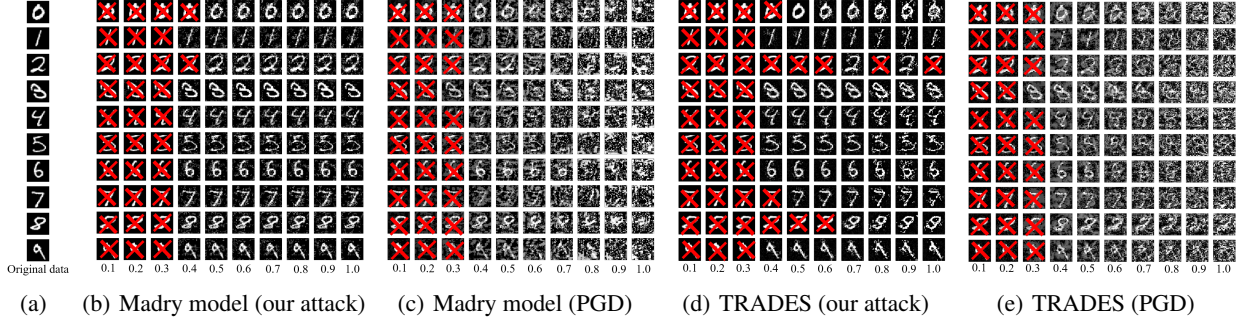 Original data 0.1 0.2 0.3 0.4 0.5 0.6 0.7 0.8 0.9 1.0 0.1 0.2 0.3 0.4 0.5 0.6 0.7 0.8 0.9 1.0 0.1 0.2 0.3 0.4 0.5 0.6 0.7 0.8 0.9 1.0 0.1 0.2 0.3 0.4 0.5 0.6 0.7 0.8 0.9 1.0
(a) (b) Madry model (our attack) (c) Madry model (PGD) (d) TRADES (our attack) (e) TRADES (PGD)